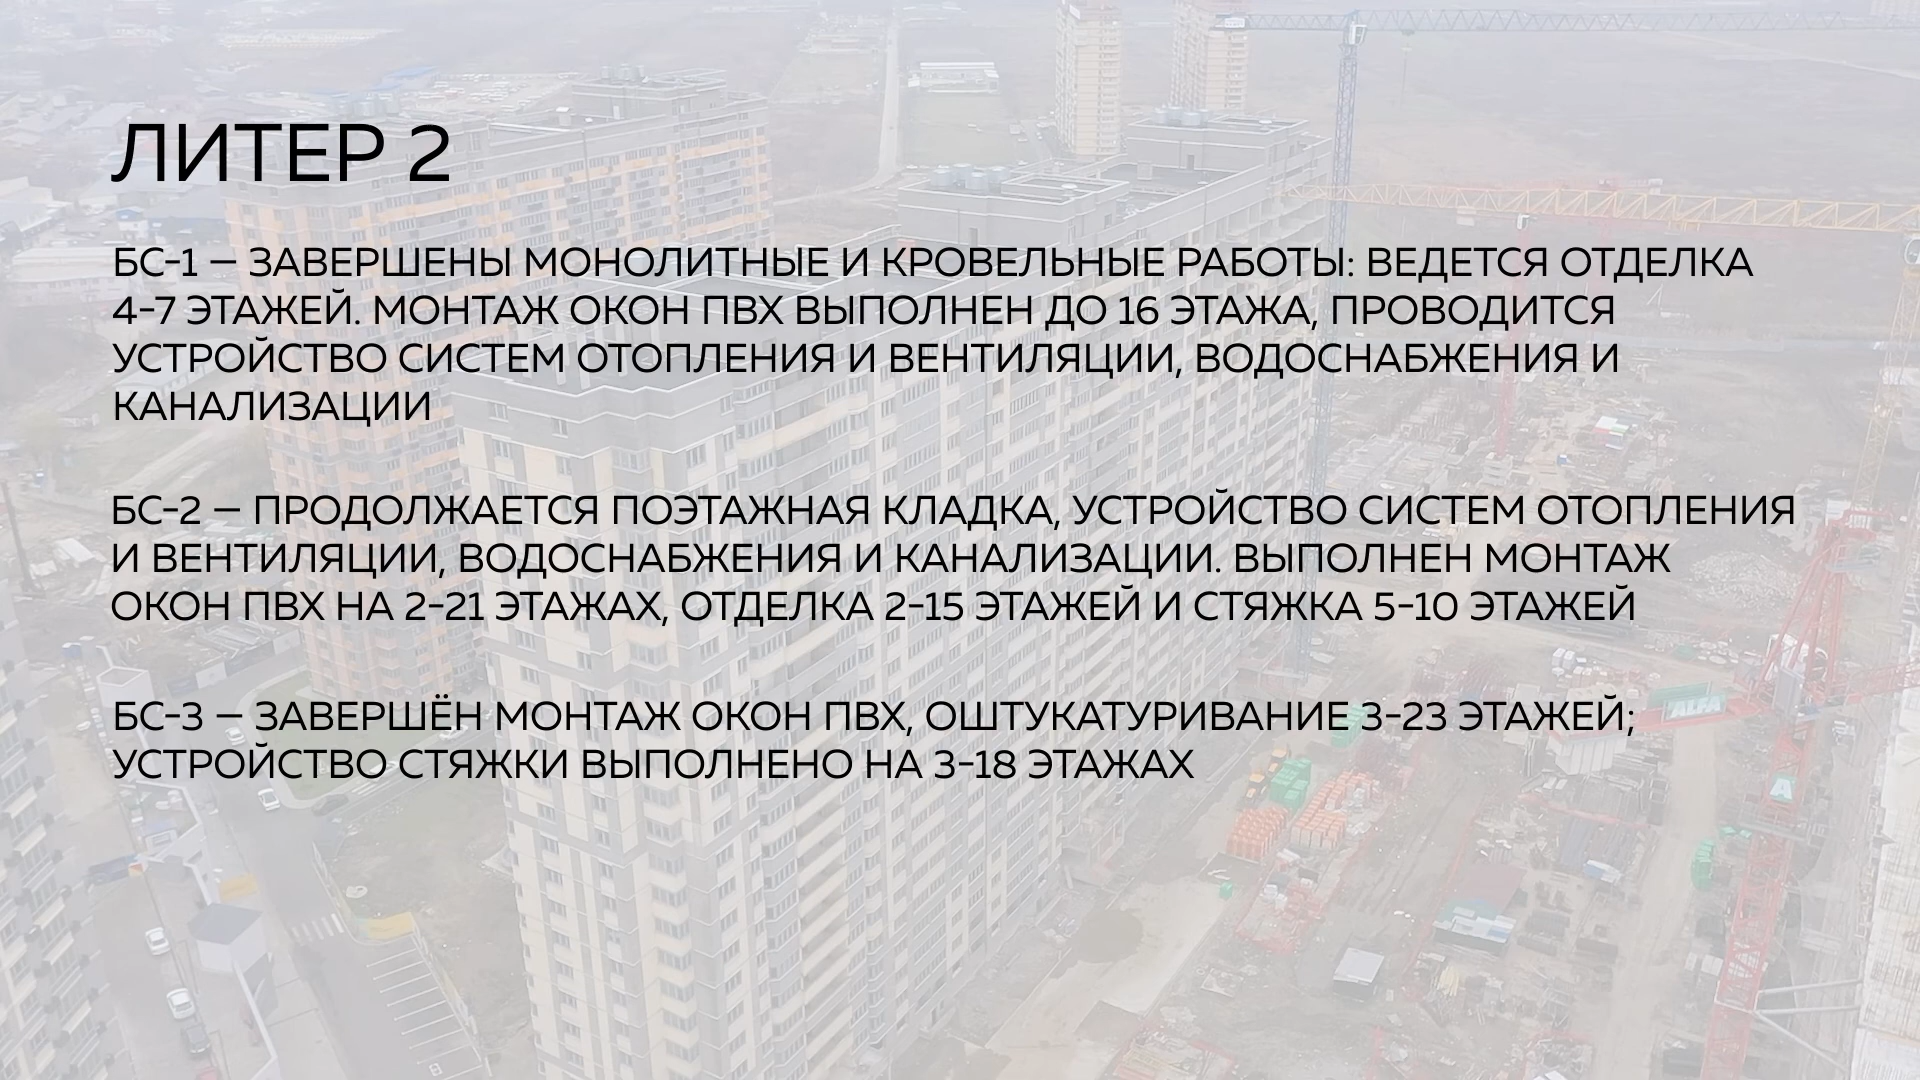 ЛИТЕР 2
БС-1 – ЗАВЕРШЕНЫ МОНОЛИТНЫЕ И КРОВЕЛЬНЫЕ РАБОТЫ: ВЕДЕТСЯ ОТДЕЛКА
4-7 ЭТАЖЕЙ. МОНТАЖ ОКОН ПВХ ВЫПОЛНЕН ДО 16 ЭТАЖА, ПРОВОДИТСЯ
УСТРОЙСТВО СИСТЕМ ОТОПЛЕНИЯ И ВЕНТИЛЯЦИИ, ВОДОСНАБЖЕНИЯ И
КАНАЛИЗАЦИИ
БС-2 – ПРОДОЛЖАЕТСЯ ПОЭТАЖНАЯ КЛАДКА, УСТРОЙСТВО СИСТЕМ ОТОПЛЕНИЯ
И ВЕНТИЛЯЦИИ, ВОДОСНАБЖЕНИЯ И КАНАЛИЗАЦИИ. ВЫПОЛНЕН МОНТАЖ
ОКОН ПВХ НА 2-21 ЭТАЖАХ, ОТДЕЛКА 2-15 ЭТАЖЕЙ И СТЯЖКА 5-10 ЭТАЖЕЙ
БС-3 – ЗАВЕРШЁН МОНТАЖ ОКОН ПВХ, ОШТУКАТУРИВАНИЕ 3-23 ЭТАЖЕЙ;
УСТРОЙСТВО СТЯЖКИ ВЫПОЛНЕНО НА 3-18 ЭТАЖАХ
ALFA
A